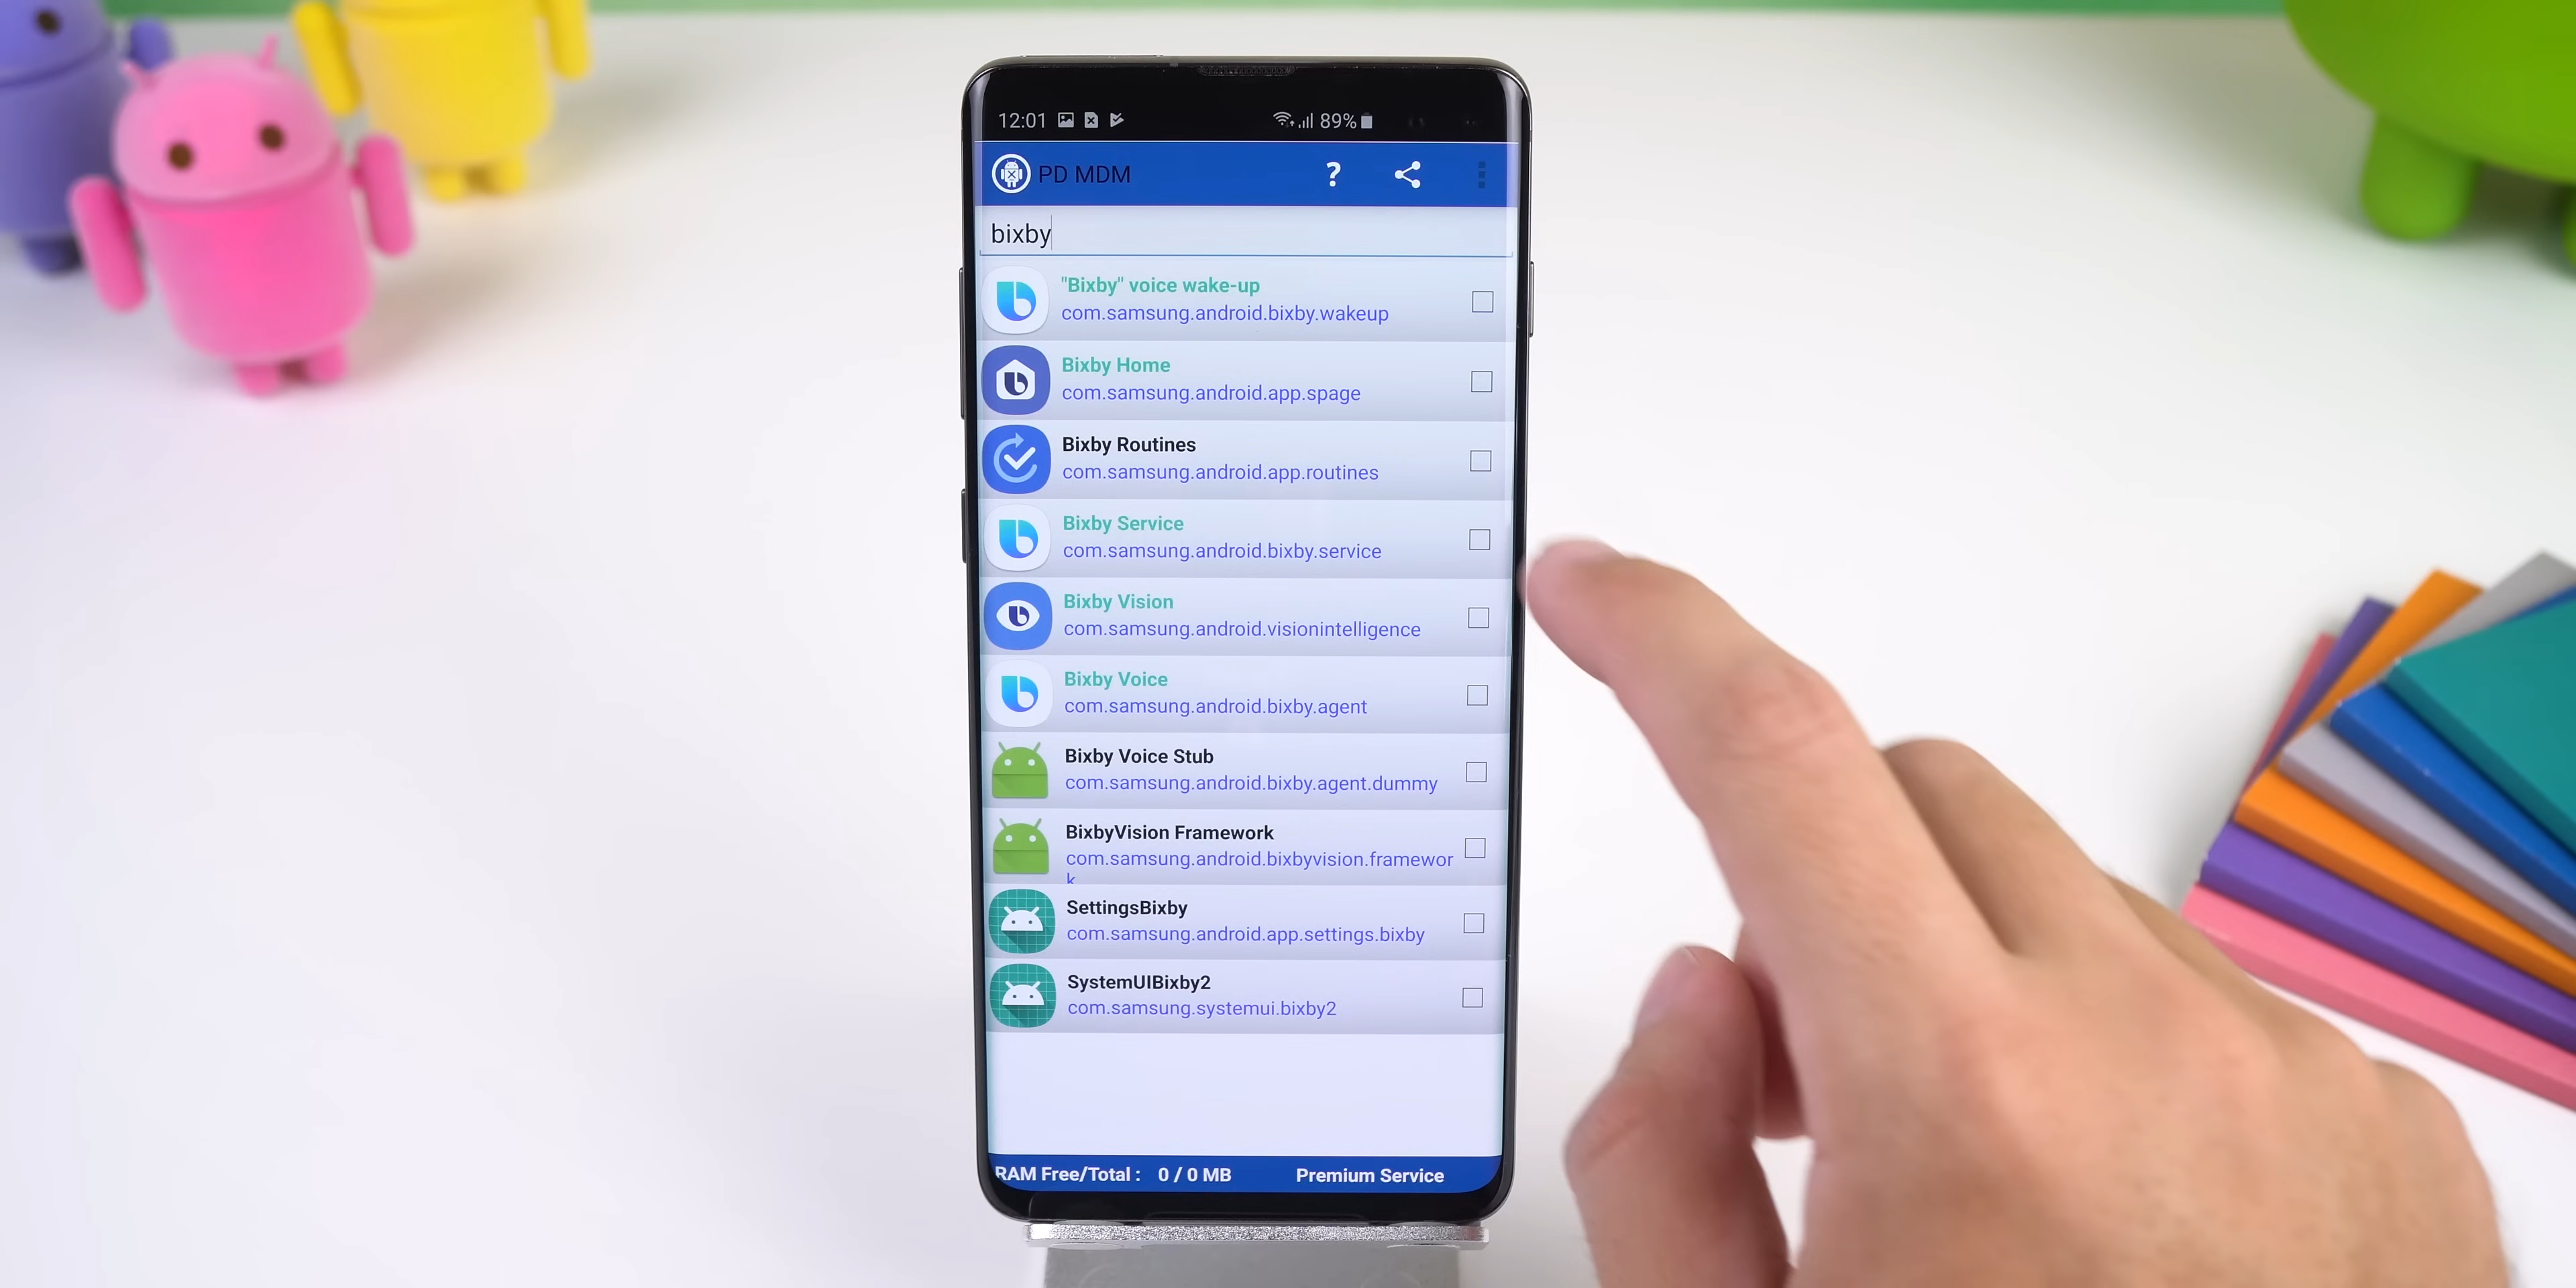 12:01 89%
PD MDM ?
bixby
"Bixby" voice wake-up
com.samsung.android.bixby.wakeup
Bixby Home
com.samsung.android.app.spage
Bixby Routines
com.samsung.android.app.routines
Bixby Service
com.samsung.android.bixby.service
Bixby Vision
com.samsung.android.visionintelligence
Bixby Voice
com.samsung.android.bixby.agent
Bixby Voice Stub
com.samsung.android.bixby.agent.dummy
BixbyVision Framework
com.samsung.android.bixbyvision.framewor
k
SettingsBixby
com.samsung.android.app.settings.bixby
SystemUIBixby2
com.samsung.systemui.bixby2
RAM Free/Total : 0 / 0 MB Premium Service